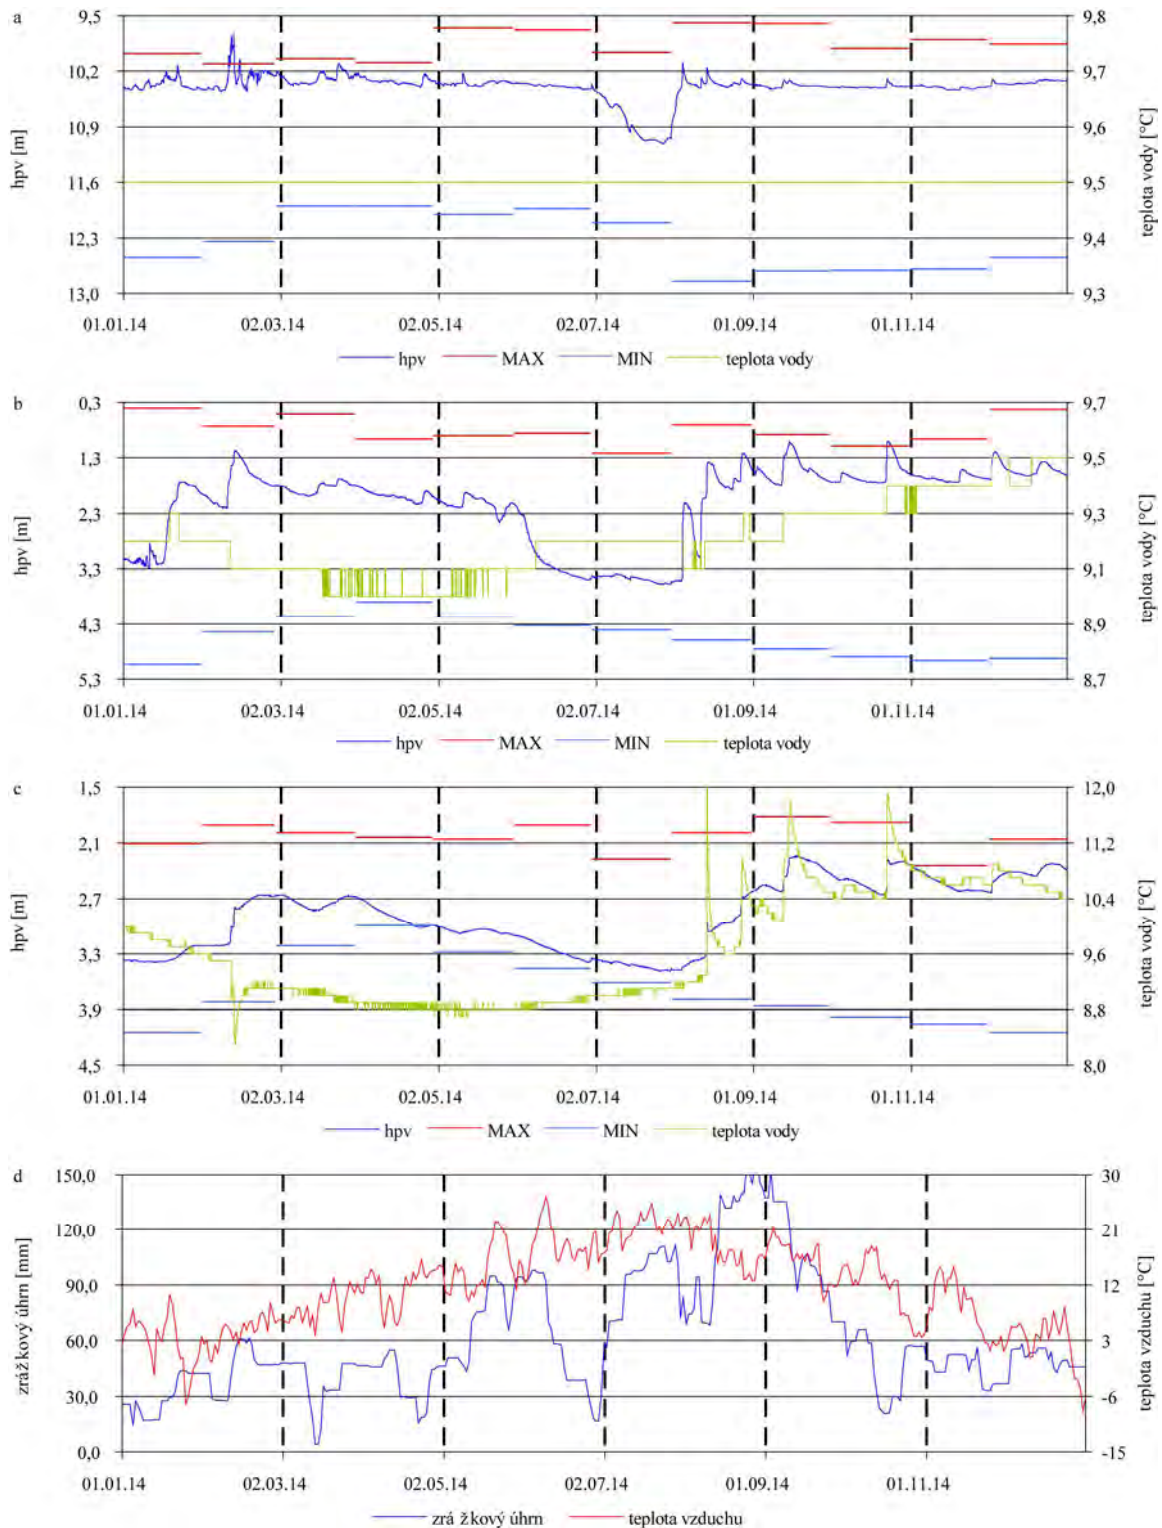 a
9,5
10,2
10,9
11,6
12,3
13,0
hpv [m]
9,8
9,7
9,6
9,5
9,4
9,3
teplota vody [°C]
01.01.14 02.03.14 02.05.14 02.07.14 01.09.14 01.11.14
hpv MAX MIN teplota vody
b
0,3
1,3
2,3
3,3
4,3
5,3
hpv [m]
9,7
9,5
9,3
9,1
8,9
8,7
teplota vody [°C]
01.01.14 02.03.14 02.05.14 02.07.14 01.09.14 01.11.14
hpv MAX MIN teplota vody
c
1,5
2,1
2,7
3,3
3,9
4,5
hpv [m]
12,0
11,2
10,4
9,6
8,8
8,0
teplota vody [°C]
01.01.14 02.03.14 02.05.14 02.07.14 01.09.14 01.11.14
hpv MAX MIN teplota vody
d
150,0
120,0
90,0
60,0
30,0
0,0
zrážkový úhrn [mm]
30
21
12
3
-6
-15
teplota vzduchu [°C]
01.01.14 02.03.14 02.05.14 02.07.14 01.09.14 01.11.14
zrá žkový úhrn teplota vzduchu